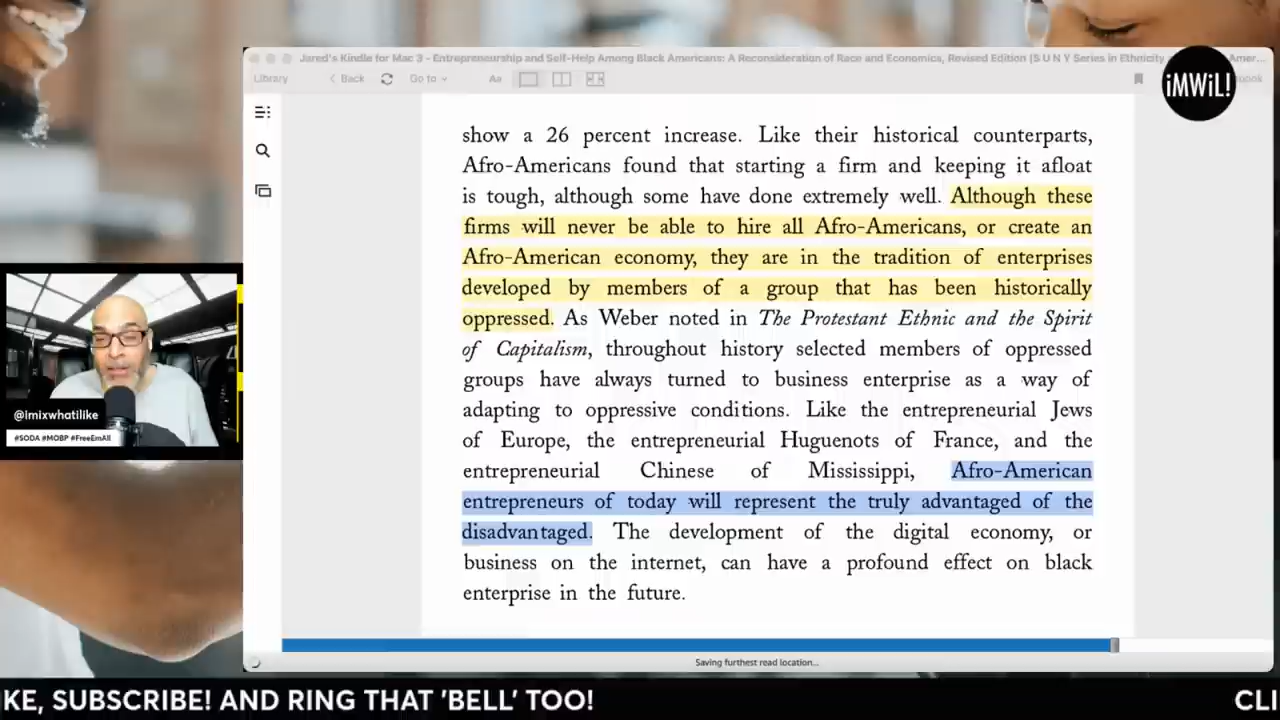 Jared's Kindle for Mac 3 - Entrepreneurship and Self-Help Among Black Americans: A Reconsideration of Race and Economics, Revised Edition (S U N Y Series in Ethnicity
Amer...
iMWiL!
Library
Back
Go to
Aa
show a 26 percent increase. Like their historical counterparts,
Afro-Americans found that starting a firm and keeping it afloat
is tough, although some have done extremely well. Although these
firms will never be able to hire all Afro-Americans, or create an
Afro-American economy, they are in the tradition of enterprises
developed by members of a group that has been historically
oppressed. As Weber noted in The Protestant Ethnic and the Spirit
of Capitalism, throughout history selected members of oppressed
groups have always turned to business enterprise as a way of
adapting to oppressive conditions. Like the entrepreneurial Jews
of Europe, the entrepreneurial Huguenots of France, and the
entrepreneurial Chinese of Mississippi, Afro-American
entrepreneurs of today will represent the truly advantaged of the
disadvantaged. The development of the digital economy, or
business on the internet, can have a profound effect on black
enterprise in the future.
@imixwhatilike
#SODA #MOBP #FreeEmAll
Saving furthest read location...
KE, SUBSCRIBE! AND RING THAT 'BELL' TOO!
CLI